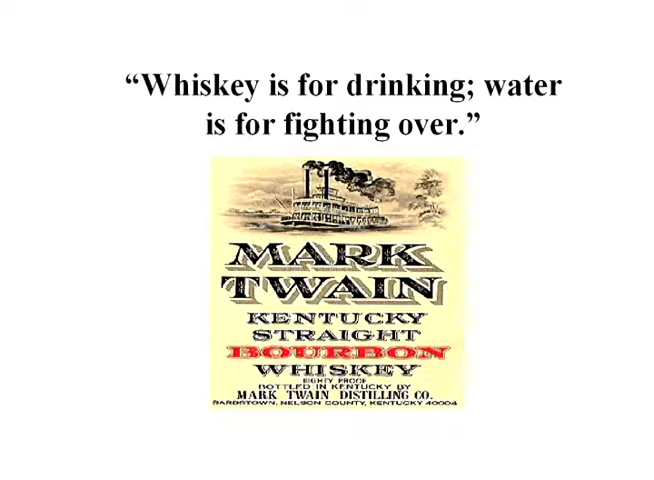 “Whiskey is for drinking; water
is for fighting over.”
MARK
TWAIN
KENTUCKY
STRAIGHT
BOURBON
WHISKEY
EIGHTY PROOF
BOTTLED IN KENTUCKY BY
MARK TWAIN DISTILLING CO.
BARDSTOWN, NELSON COUNTY, KENTUCKY 40004